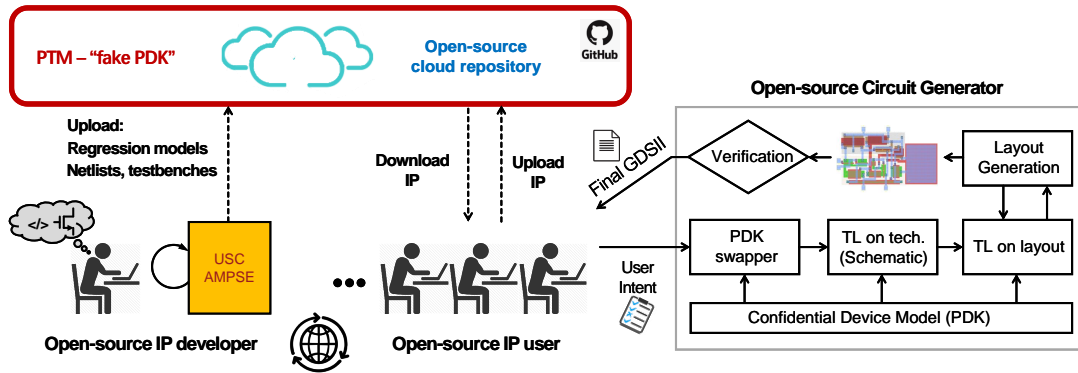 PTM – “fake PDK”
Open-source
cloud repository
GitHub
Upload:
Regression models
Netlists, testbenches
Download
IP
Upload
IP
</>
USC
AMPSE
Open-source IP developer
Open-source IP user
User
Intent
Final GDSII
Open-source Circuit Generator
Verification
Layout
Generation
PDK
swapper
TL on tech.
(Schematic)
TL on layout
Confidential Device Model (PDK)